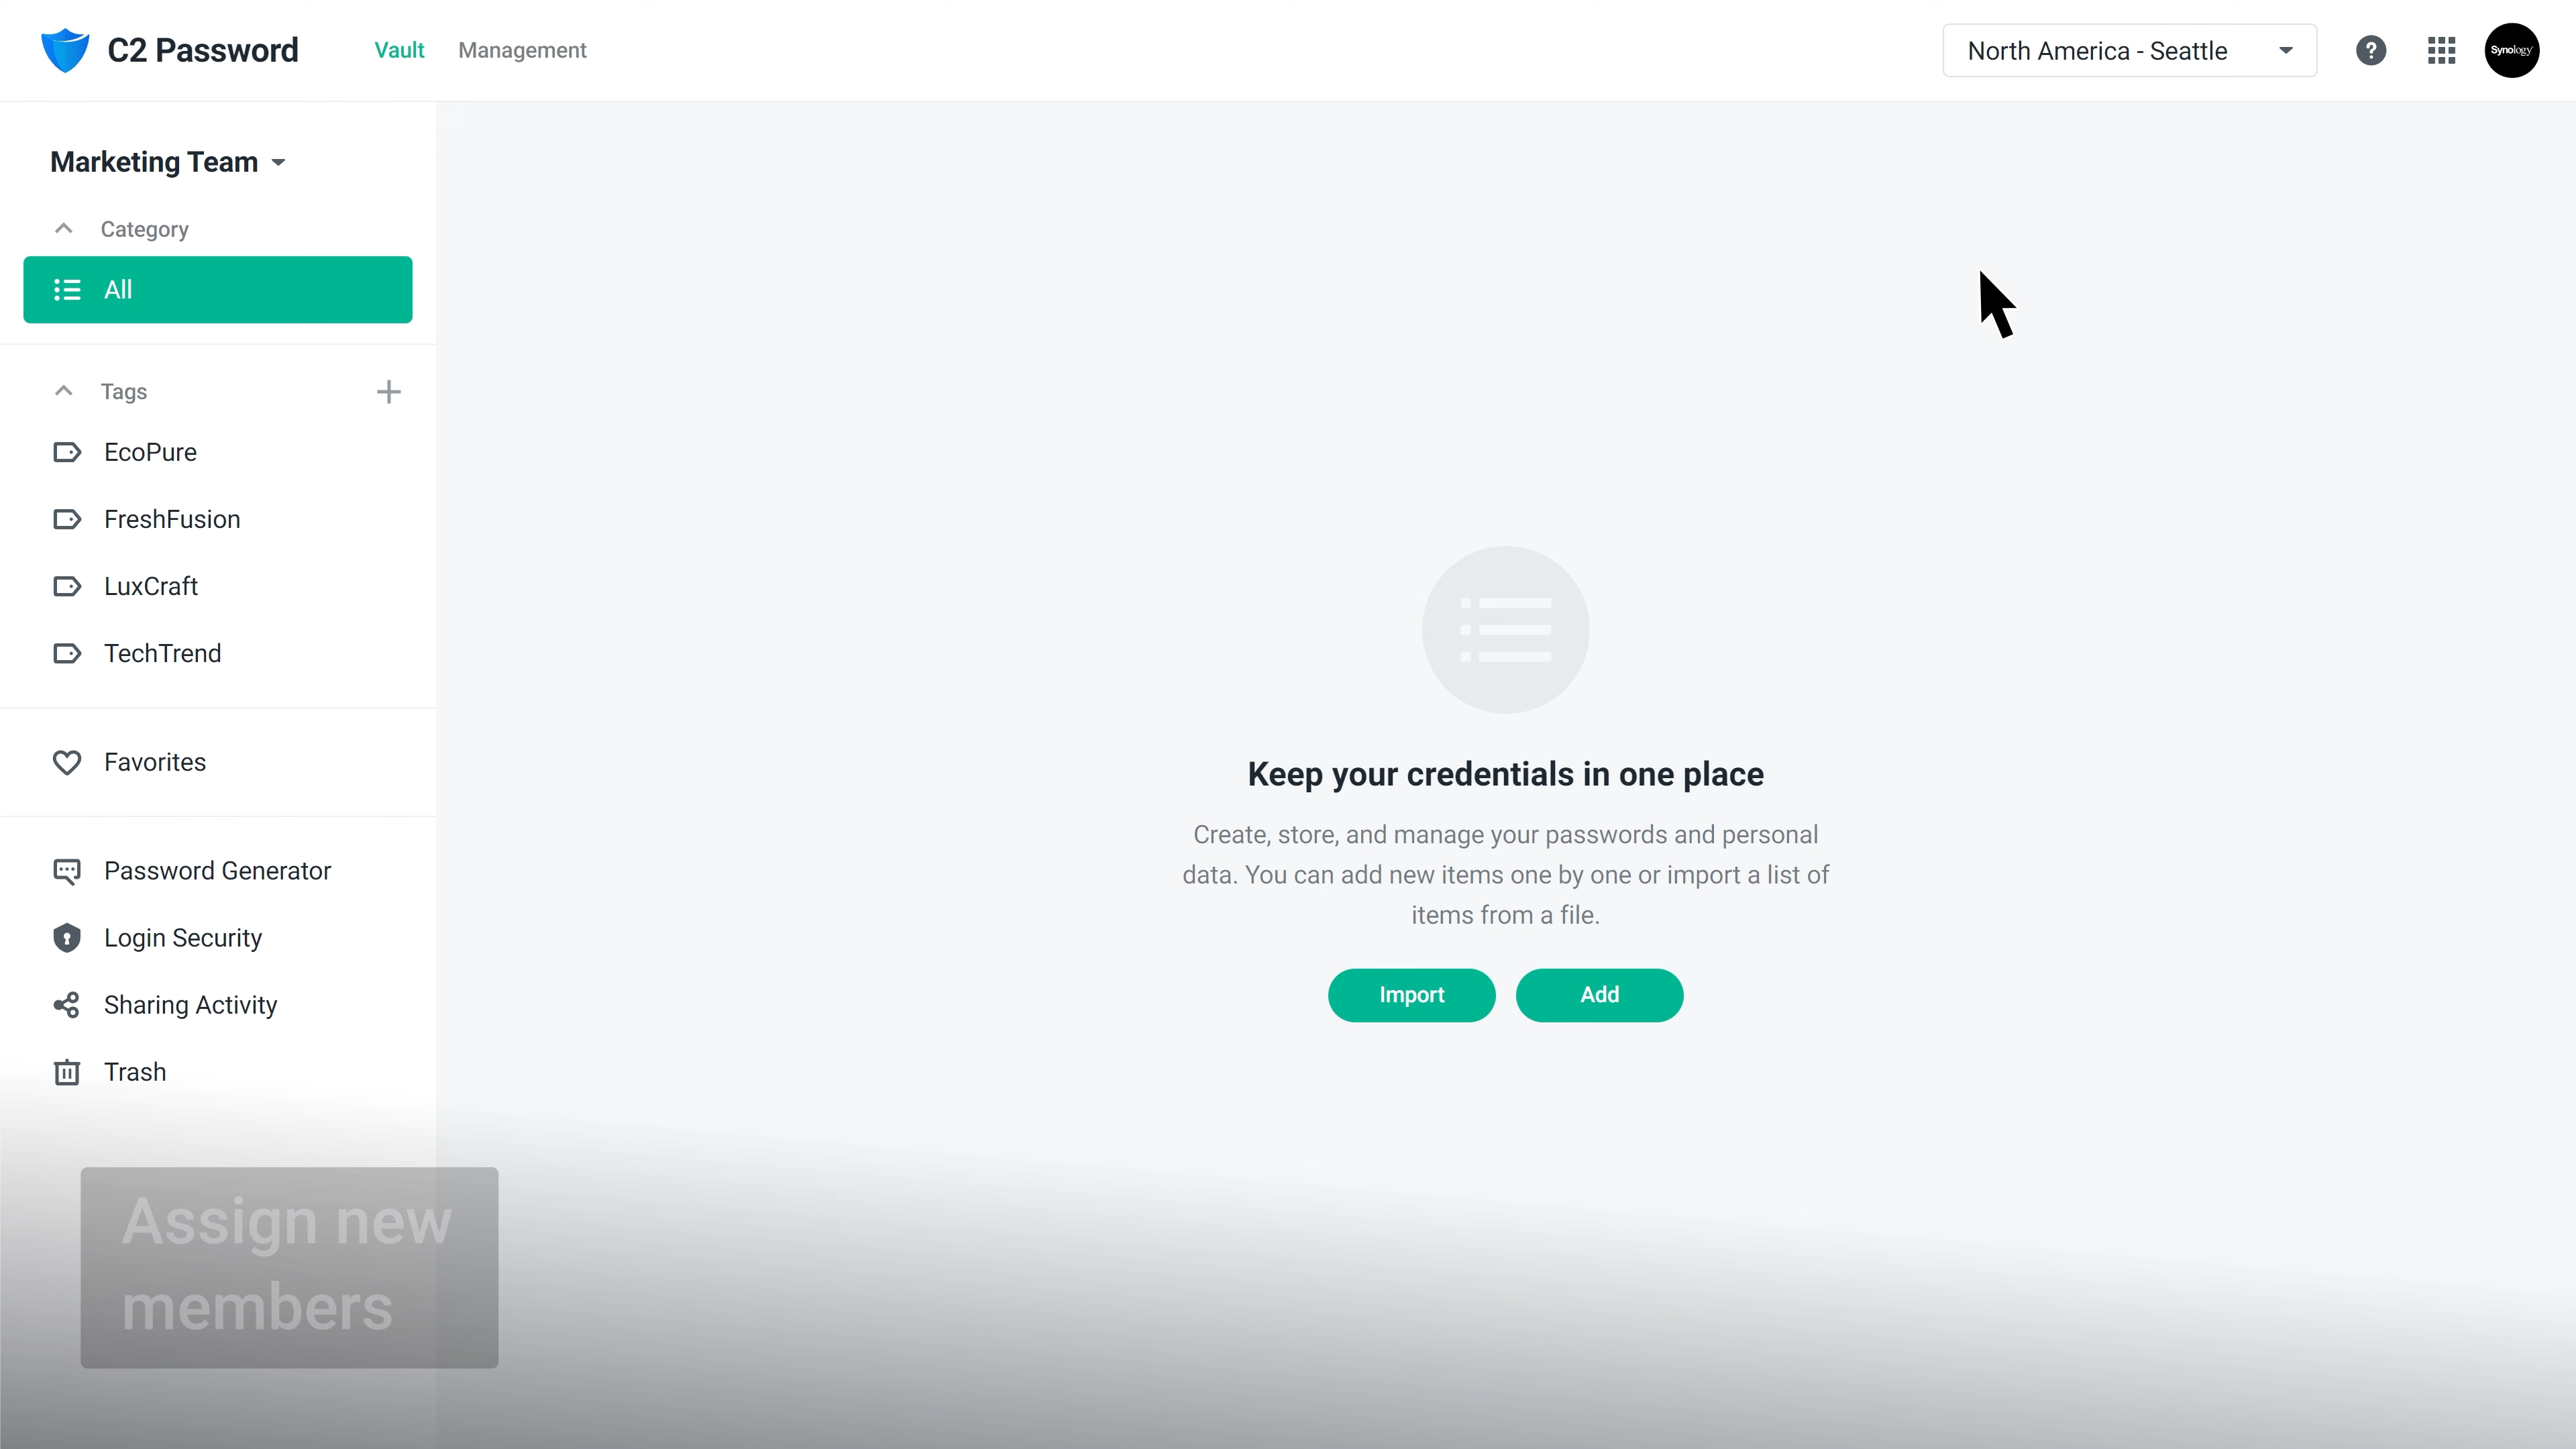 C2 Password
Vault
Management
North America - Seattle
Synology
Marketing Team
Category
All
Tags
EcoPure
FreshFusion
LuxCraft
TechTrend
Favorites
Password Generator
Login Security
Sharing Activity
Trash
Keep your credentials in one place
Create, store, and manage your passwords and personal
data. You can add new items one by one or import a list of
items from a file.
Import
Add
Assign new
members